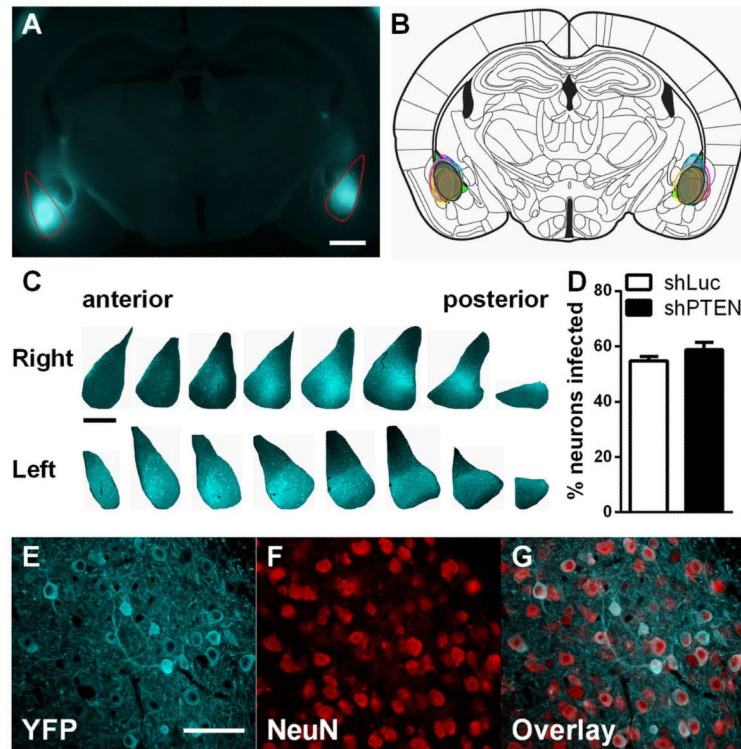 A
B
C
anterior
posterior
Right
Left
D
shLuc
shPTEN
% neurons infected
80
60
40
20
0
E
YFP
F
NeuN
G
Overlay